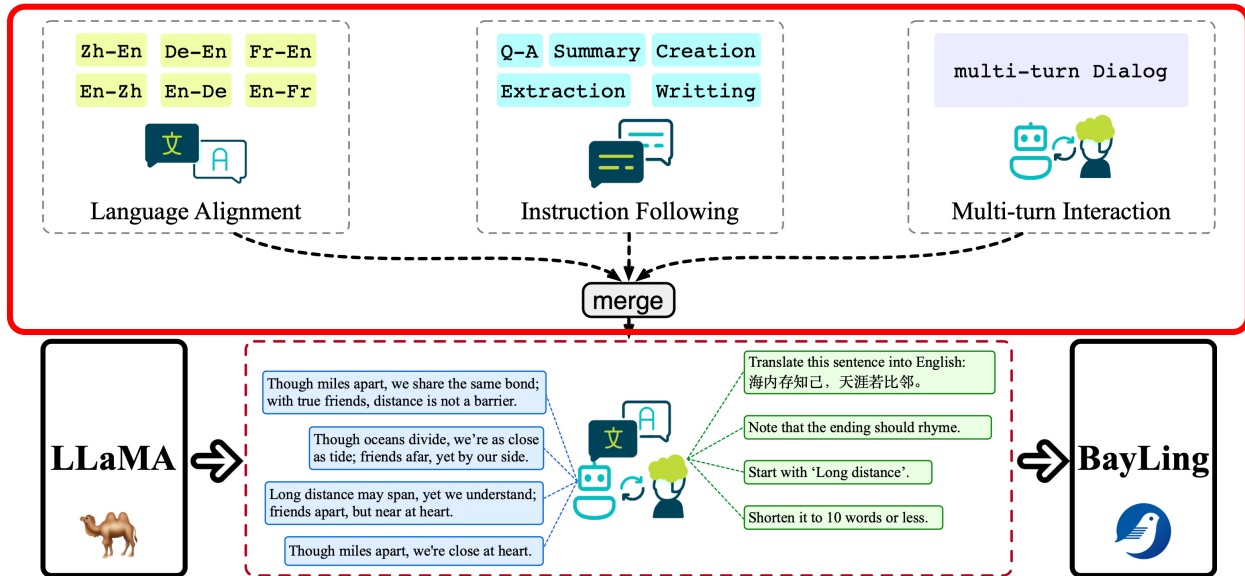 Zh-En De-En Fr-En
En-Zh En-De En-Fr
文 A
Language Alignment
Q-A Summary Creation
Extraction Writting
Instruction Following
multi-turn Dialog
Multi-turn Interaction
merge
LLaMA
Though miles apart, we share the same bond;
with true friends, distance is not a barrier.
Though oceans divide, we're as close
as tide; friends afar, yet by our side.
Long distance may span, yet we understand;
friends apart, but near at heart.
Though miles apart, we're close at heart.
文 A
Translate this sentence into English:
海内存知己，天涯若比邻。
Note that the ending should rhyme.
Start with ‘Long distance’.
Shorten it to 10 words or less.
BayLing